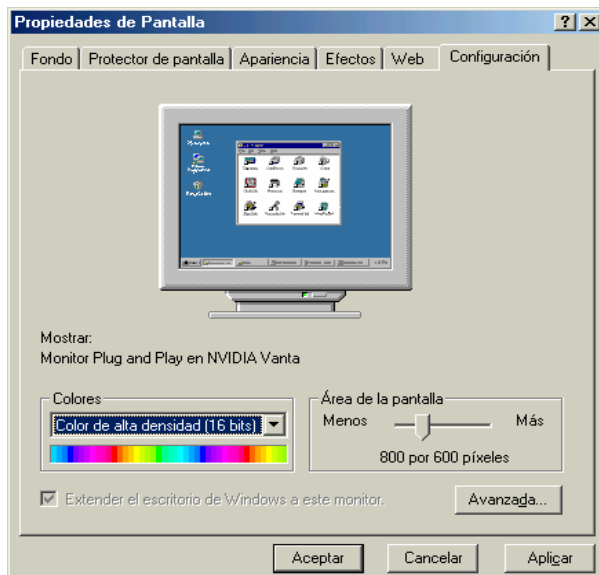 Propiedades de Pantalla
Fondo Protector de pantalla Apariencia Efectos Web Configuración
Mostrar:
Monitor Plug and Play en NVIDIA Vanta
Colores
Área de la pantalla
Color de alta densidad (16 bits)
Menos Más
800 por 600 píxeles
Extender el escritorio de Windows a este monitor.
Avanzada...
Aceptar Cancelar Aplicar